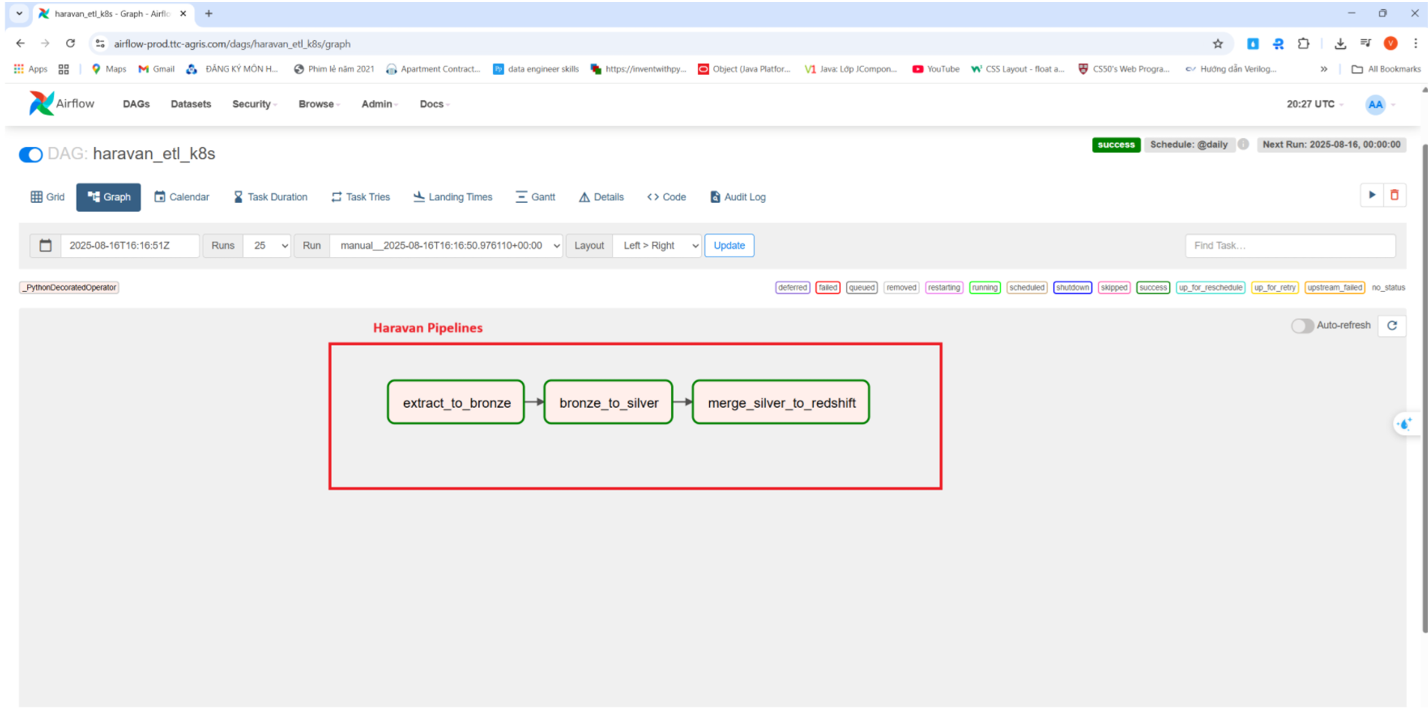 haravan_etl_k8s - Graph - Airflo
airflow-prod.ttc-agris.com/dags/haravan_etl_k8s/graph
Apps Maps Gmail ĐĂNG KÝ MÔN H... Phim lẻ năm 2021 Apartment Contract... data engineer skills https://inventwithpy... Object (Java Platfor... V1 Java: Lớp JCompon... YouTube CSS Layout - float a... CS50's Web Progra... Hướng dẫn Verilog... » All Bookmarks
Airflow DAGs Datasets Security Browse Admin Docs 20:27 UTC AA
DAG: haravan_etl_k8s success Schedule: @daily Next Run: 2025-08-16, 00:00:00
Grid Graph Calendar Task Duration Task Tries Landing Times Gantt Details Code Audit Log
2025-08-16T16:16:51Z Runs 25 Run manual__2025-08-16T16:16:50.976110+00:00 Layout Left > Right Update Find Task...
_PythonDecoratedOperator deferred failed queued removed restarting running scheduled shutdown skipped success up_for_reschedule up_for_retry upstream_failed no_status
Haravan Pipelines Auto-refresh
extract_to_bronze bronze_to_silver merge_silver_to_redshift